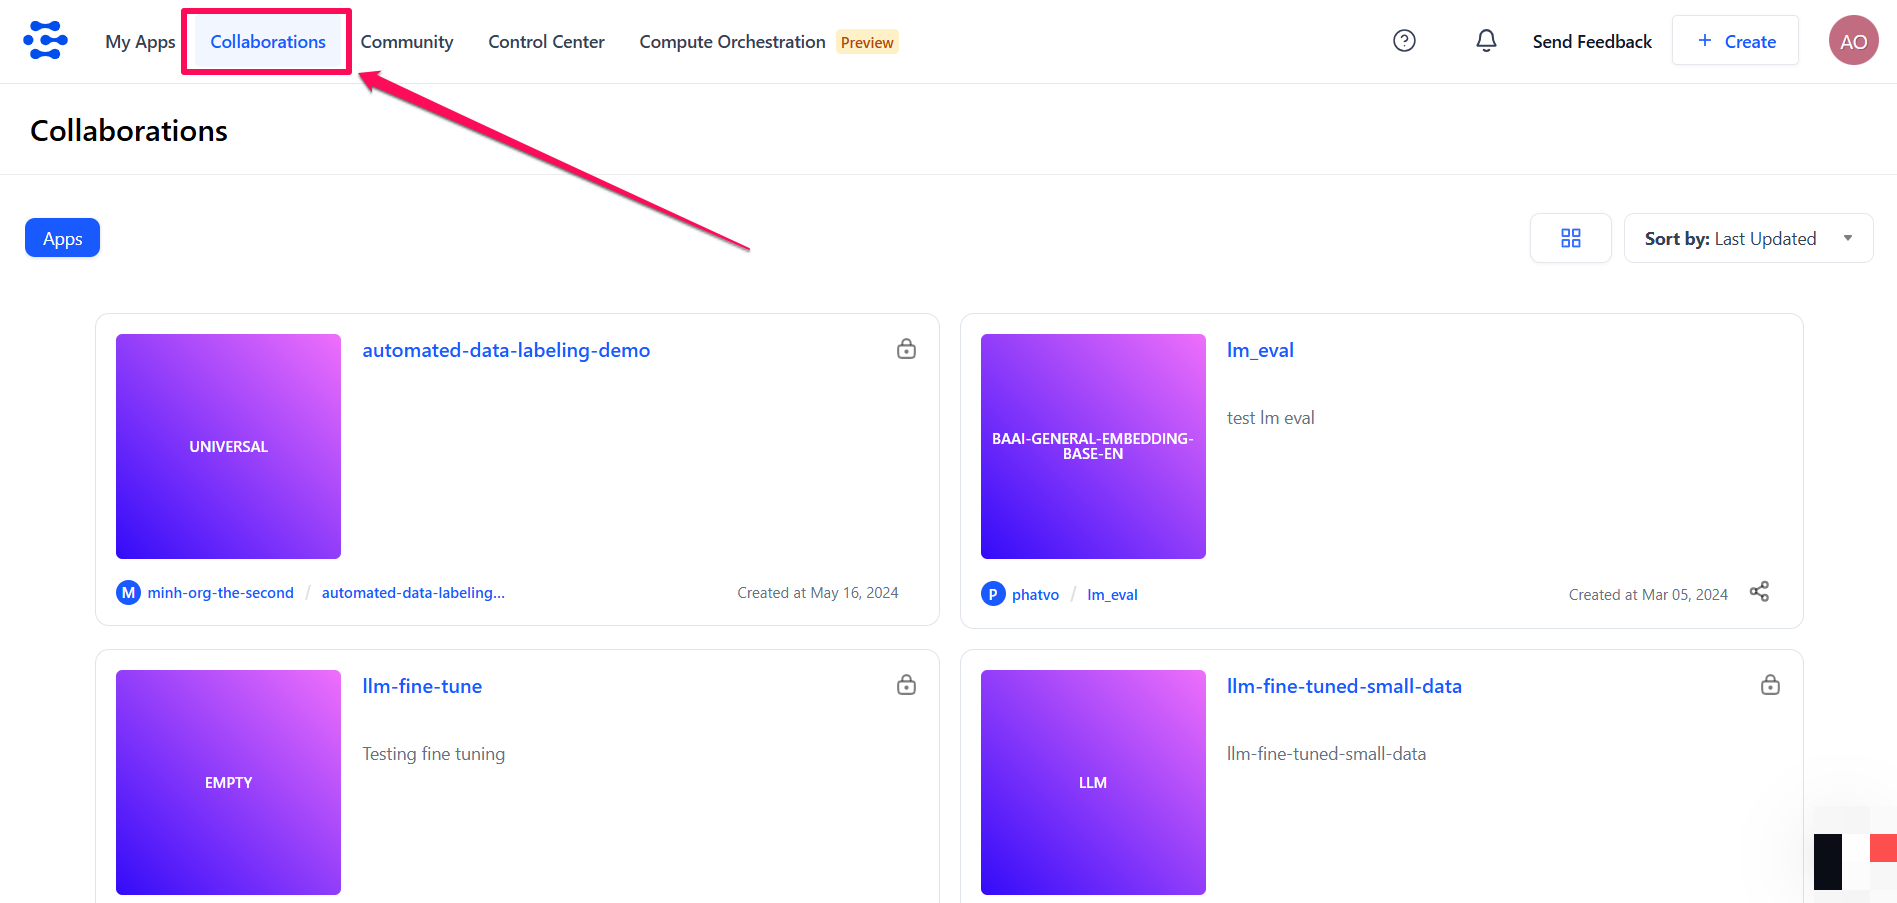 My Apps Collaborations Community Control Center Compute Orchestration Preview Send Feedback + Create AO
Collaborations
Apps
Sort by: Last Updated
automated-data-labeling-demo
UNIVERSAL
M minh-org-the-second / automated-data-labeling... Created at May 16, 2024
lm_eval
test lm eval
BAAI-GENERAL-EMBEDDING-
BASE-EN
P phatvo / lm_eval Created at Mar 05, 2024
llm-fine-tune
Testing fine tuning
EMPTY
llm-fine-tuned-small-data
llm-fine-tuned-small-data
LLM